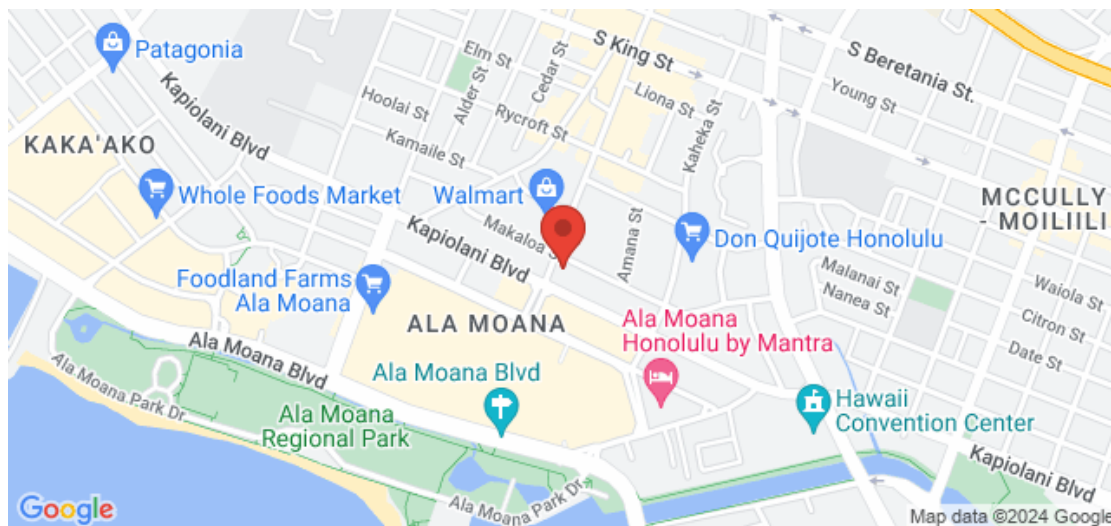 Patagonia
Elm St
Cedar St
S King St
Alder St
S Beretania St.
Young St
Liona St
Hoolai St
Rycroft St
Kaheka St
Kapiolani Blvd
Kamaile St
KAKA'AKO
Whole Foods Market
Walmart
MCCULLY
- MOILIILI
Makaloa St
Amana St
Don Quijote Honolulu
Kapiolani Blvd
Malanai St
Nanea St
Waiola St
Foodland Farms
Ala Moana
ALA MOANA
Ala Moana
Honolulu by Mantra
Citron St
Date St
Ala Moana Blvd
Ala Moana Blvd
Ala Moana Park Dr
Ala Moana
Regional Park
Hawaii
Convention Center
Kapiolani Blvd
Ala Moana Park Dr
Google
Map data ©2024 Google